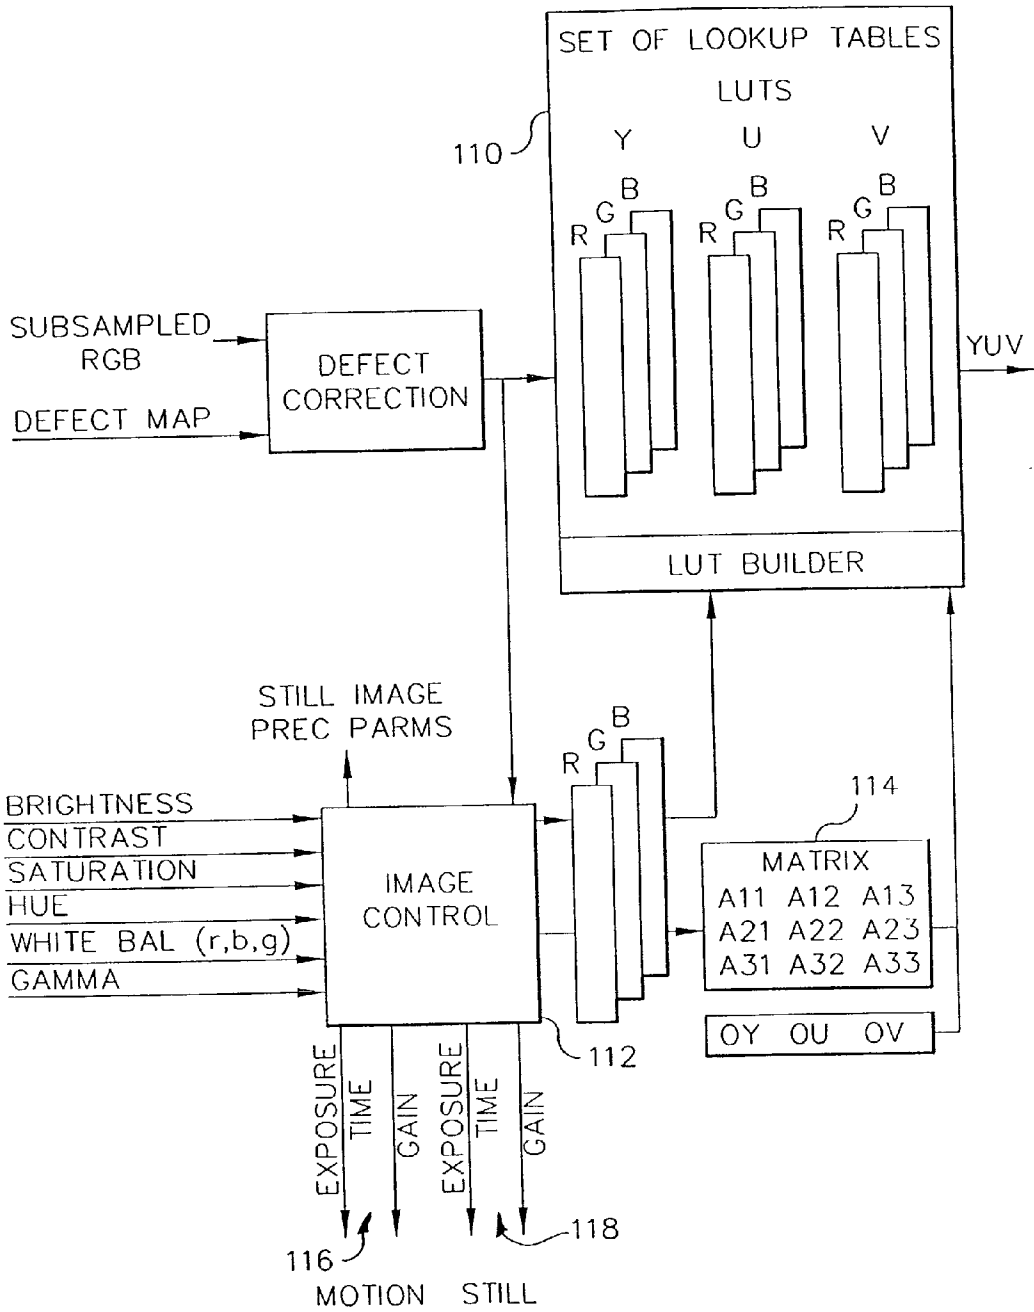 SET OF LOOKUP TABLES
LUTS
110
Y U V
R G B
R G B
R G B
SUBSAMPLED
RGB
DEFECT MAP
DEFECT
CORRECTION
YUV
LUT BUILDER
STILL IMAGE
PREC PARMS
R G B
BRIGHTNESS
CONTRAST
SATURATION
HUE
WHITE BAL (r,b,g)
GAMMA
IMAGE
CONTROL
114
MATRIX
A11 A12 A13
A21 A22 A23
A31 A32 A33
OY OU OV
112
EXPOSURE
TIME
GAIN
EXPOSURE
TIME
GAIN
116
118
MOTION STILL